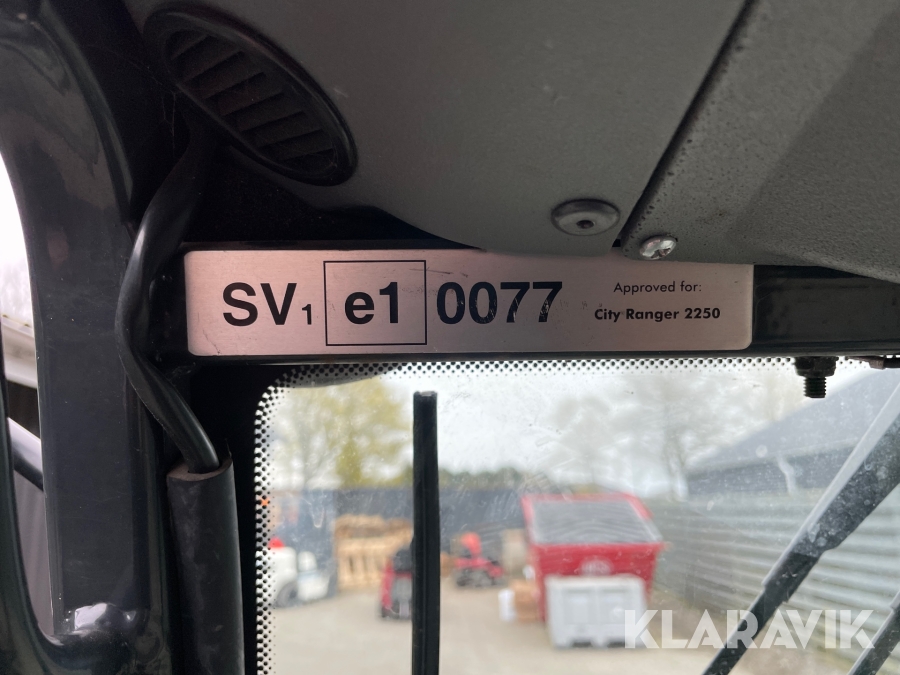 SV1 e1 0077
Approved for:
City Ranger 2250
KLARAVIK